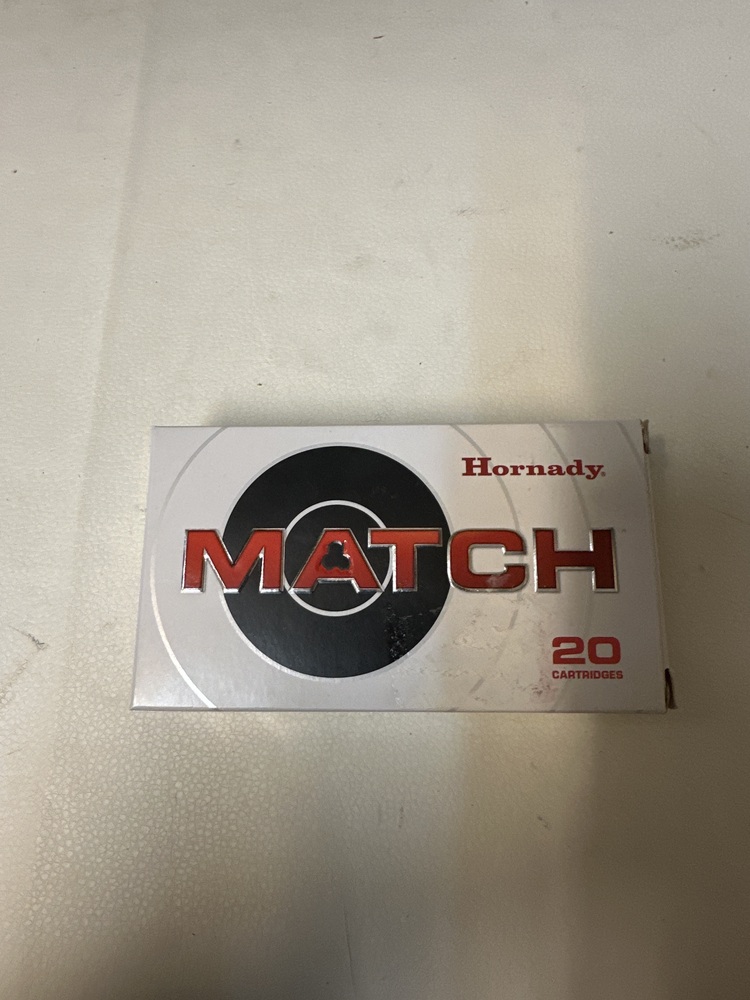 Hornady
MATCH
20
CARTRIDGES